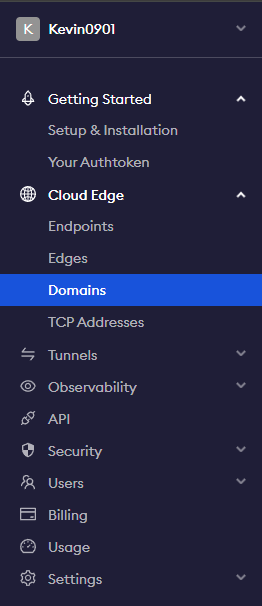 K Kevin0901
Getting Started
Setup & Installation
Your Authtoken
Cloud Edge
Endpoints
Edges
Domains
TCP Addresses
Tunnels
Observability
API
Security
Users
Billing
Usage
Settings